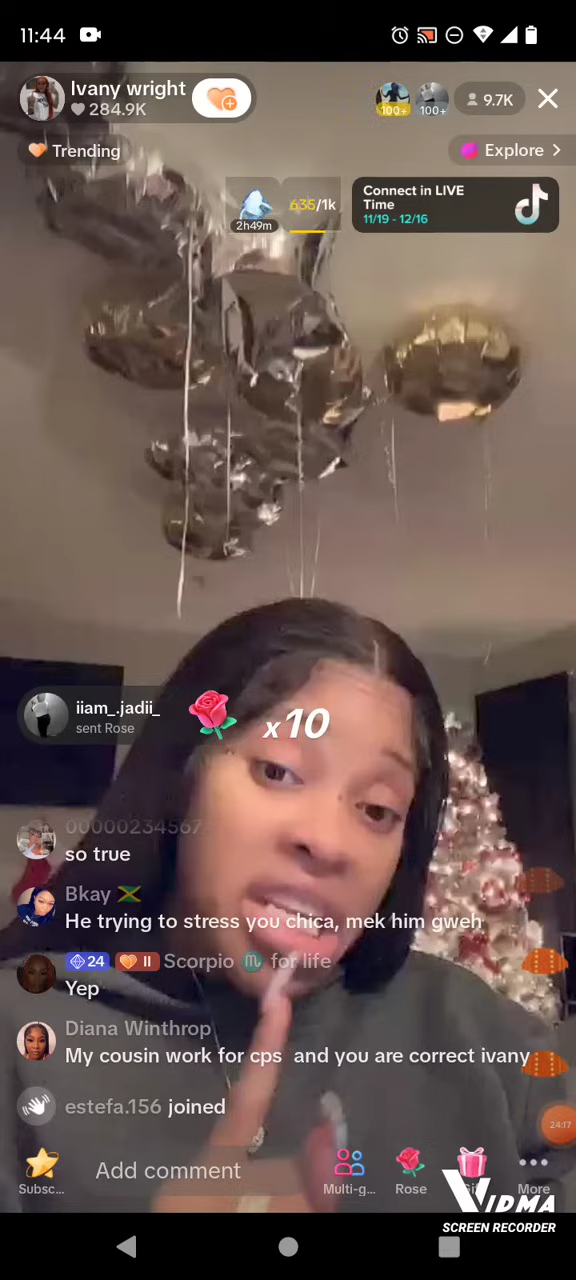 11:44
Ivany wright
284.9K
100+
100+
9.7K
Trending
Explore
2h49m
635/1k
Connect in LIVE
Time
11/19 - 12/16
iiam_.jadii_
sent Rose
x10
00000234567
so true
Bkay
He trying to stress you chica, mek him gweh
24
II
Scorpio ♏ for life
Yep
Diana Winthrop
My cousin work for cps and you are correct ivany
estefa.156 joined
24:17
Subsc...
Add comment
Multi-g...
Rose
More
VIDMA
SCREEN RECORDER